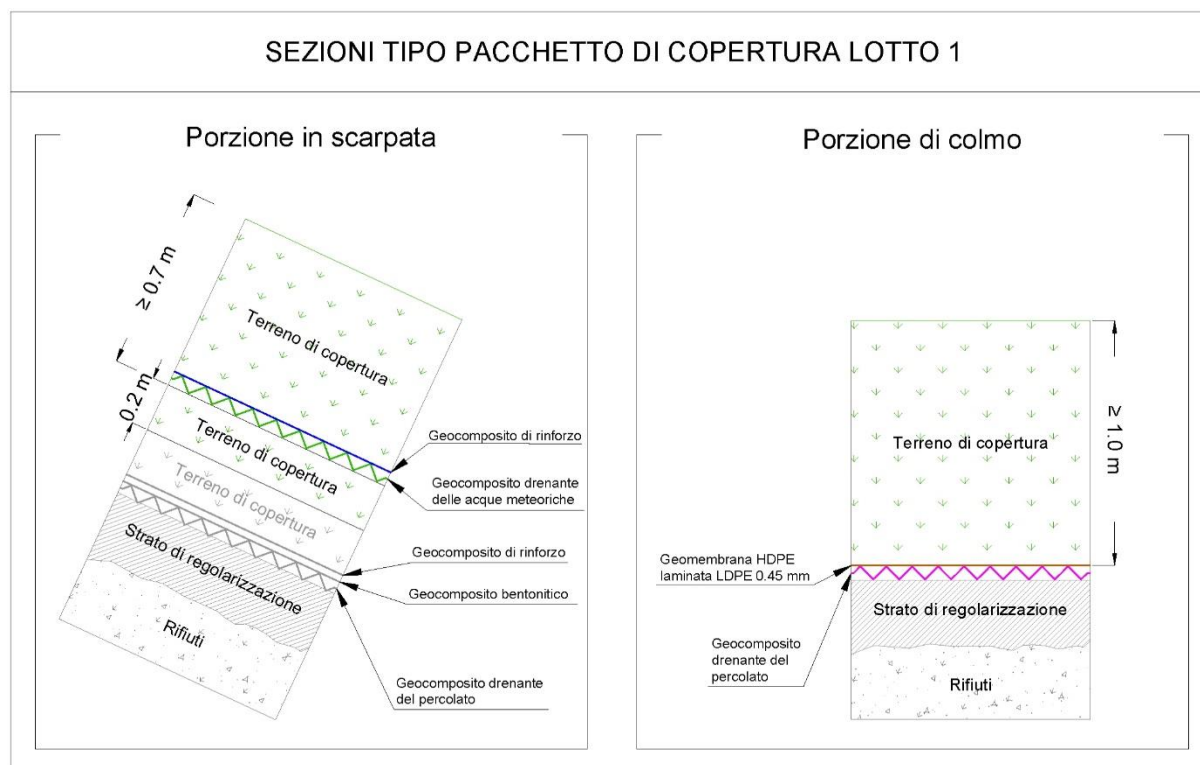 SEZIONI TIPO PACCHETTO DI COPERTURA LOTTO 1
Porzione in scarpata
≥ 0.7 m
0.2 m
Terreno di copertura
Terreno di copertura
Terreno di copertura
Strato di regolarizzazione
Rifiuti
Geocomposito di rinforzo
Geocomposito drenante
delle acque meteoriche
Geocomposito di rinforzo
Geocomposito bentonitico
Geocomposito drenante
del percolato
Porzione di colmo
≥ 1.0 m
Terreno di copertura
Geomembrana HDPE
laminata LDPE 0.45 mm
Strato di regolarizzazione
Geocomposito
drenante del
percolato
Rifiuti